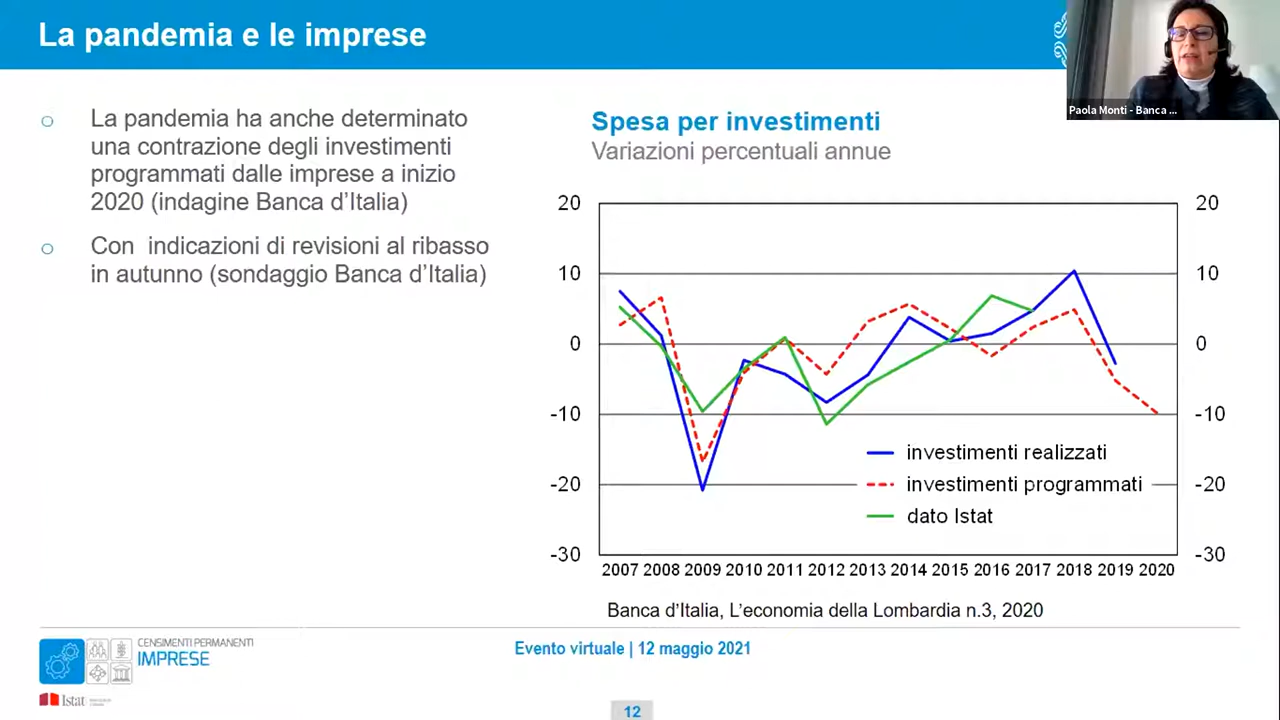 La pandemia e le imprese
Paola Monti - Banca ...
La pandemia ha anche determinato
una contrazione degli investimenti
programmati dalle imprese a inizio
2020 (indagine Banca d'Italia)
Con indicazioni di revisioni al ribasso
in autunno (sondaggio Banca d'Italia)
Spesa per investimenti
Variazioni percentuali annue
20 20
10 10
0 0
-10 -10
-20 -20
-30 -30
investimenti realizzati
investimenti programmati
dato Istat
2007 2008 2009 2010 2011 2012 2013 2014 2015 2016 2017 2018 2019 2020
Banca d'Italia, L'economia della Lombardia n.3, 2020
CENSIMENTI PERMANENTI
IMPRESE
Istat
Evento virtuale | 12 maggio 2021
12